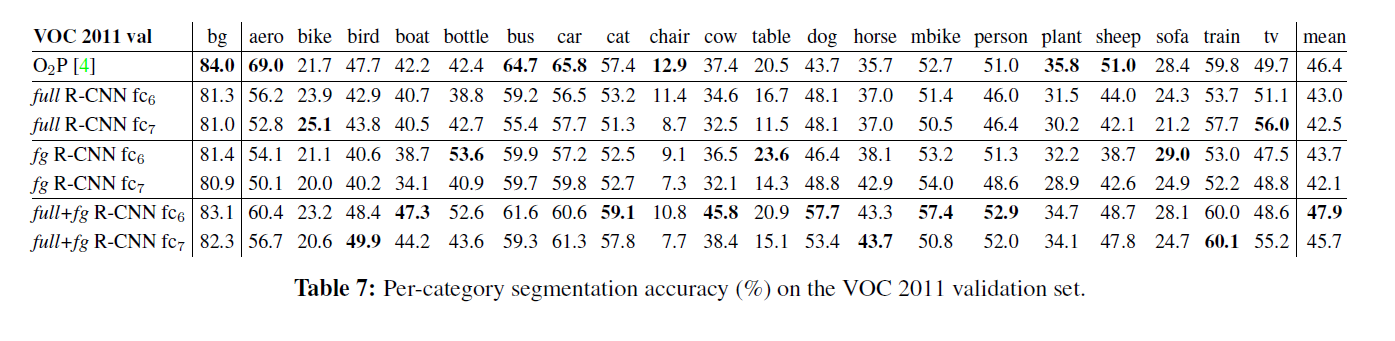 VOC 2011 val bg aero bike bird boat bottle bus car cat chair cow table dog horse mbike person plant sheep sofa train tv mean
O₂P [4] 84.0 69.0 21.7 47.7 42.2 42.4 64.7 65.8 57.4 12.9 37.4 20.5 43.7 35.7 52.7 51.0 35.8 51.0 28.4 59.8 49.7 46.4
full R-CNN fc₆ 81.3 56.2 23.9 42.9 40.7 38.8 59.2 56.5 53.2 11.4 34.6 16.7 48.1 37.0 51.4 46.0 31.5 44.0 24.3 53.7 51.1 43.0
full R-CNN fc₇ 81.0 52.8 25.1 43.8 40.5 42.7 55.4 57.7 51.3 8.7 32.5 11.5 48.1 37.0 50.5 46.4 30.2 42.1 21.2 57.7 56.0 42.5
fg R-CNN fc₆ 81.4 54.1 21.1 40.6 38.7 53.6 59.9 57.2 52.5 9.1 36.5 23.6 46.4 38.1 53.2 51.3 32.2 38.7 29.0 53.0 47.5 43.7
fg R-CNN fc₇ 80.9 50.1 20.0 40.2 34.1 40.9 59.7 59.8 52.7 7.3 32.1 14.3 48.8 42.9 54.0 48.6 28.9 42.6 24.9 52.2 48.8 42.1
full+fg R-CNN fc₆ 83.1 60.4 23.2 48.4 47.3 52.6 61.6 60.6 59.1 10.8 45.8 20.9 57.7 43.3 57.4 52.9 34.7 48.7 28.1 60.0 48.6 47.9
full+fg R-CNN fc₇ 82.3 56.7 20.6 49.9 44.2 43.6 59.3 61.3 57.8 7.7 38.4 15.1 53.4 43.7 50.8 52.0 34.1 47.8 24.7 60.1 55.2 45.7
Table 7: Per-category segmentation accuracy (%) on the VOC 2011 validation set.